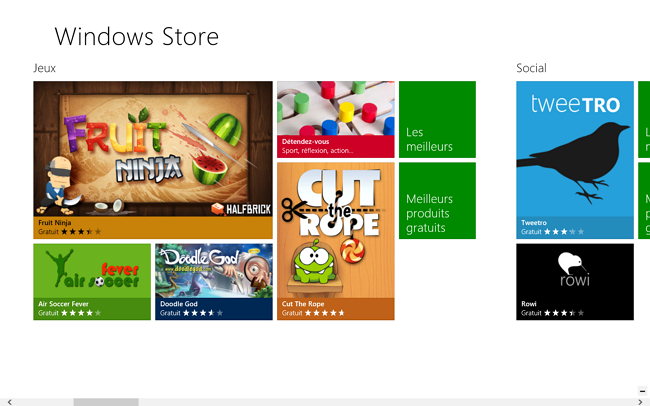 Windows Store
Jeux
FRUIT
NINJA
HALFBRICK
Fruit Ninja
Gratuit
Détendez-vous
Sport, réflexion, action...
Les
meilleurs
Meilleurs
produits
gratuits
CUT
the
ROPE
Cut The Rope
Gratuit
fever
air soccer
Air Soccer Fever
Gratuit
Doodle God
www.doodlegod.com
Doodle God
Gratuit
Social
tweeTRO
Tweetro
Gratuit
rowi
Rowi
Gratuit